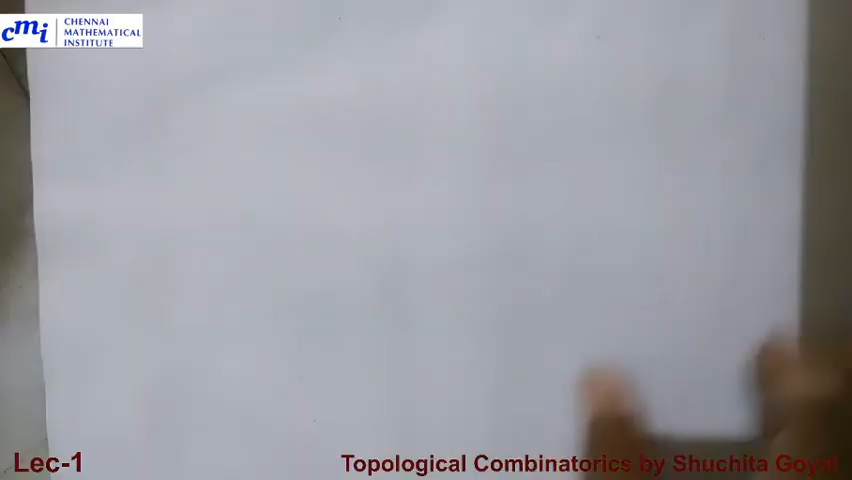 cmi
CHENNAI
MATHEMATICAL
INSTITUTE
Lec-1
Topological Combinatorics by Shuchita Goyal